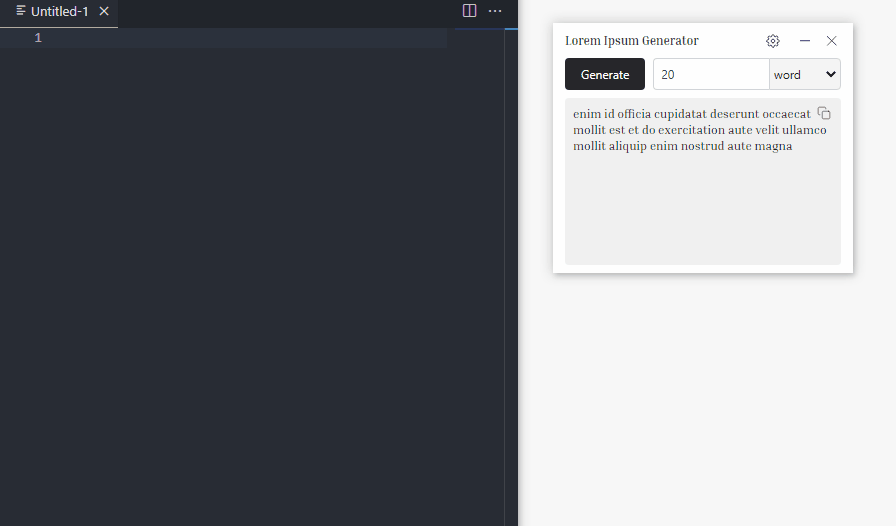 Untitled-1
1
Lorem Ipsum Generator
Generate
20
word
enim id officia cupidatat deserunt occaecat
mollit est et do exercitation aute velit ullamco
mollit aliquip enim nostrud aute magna